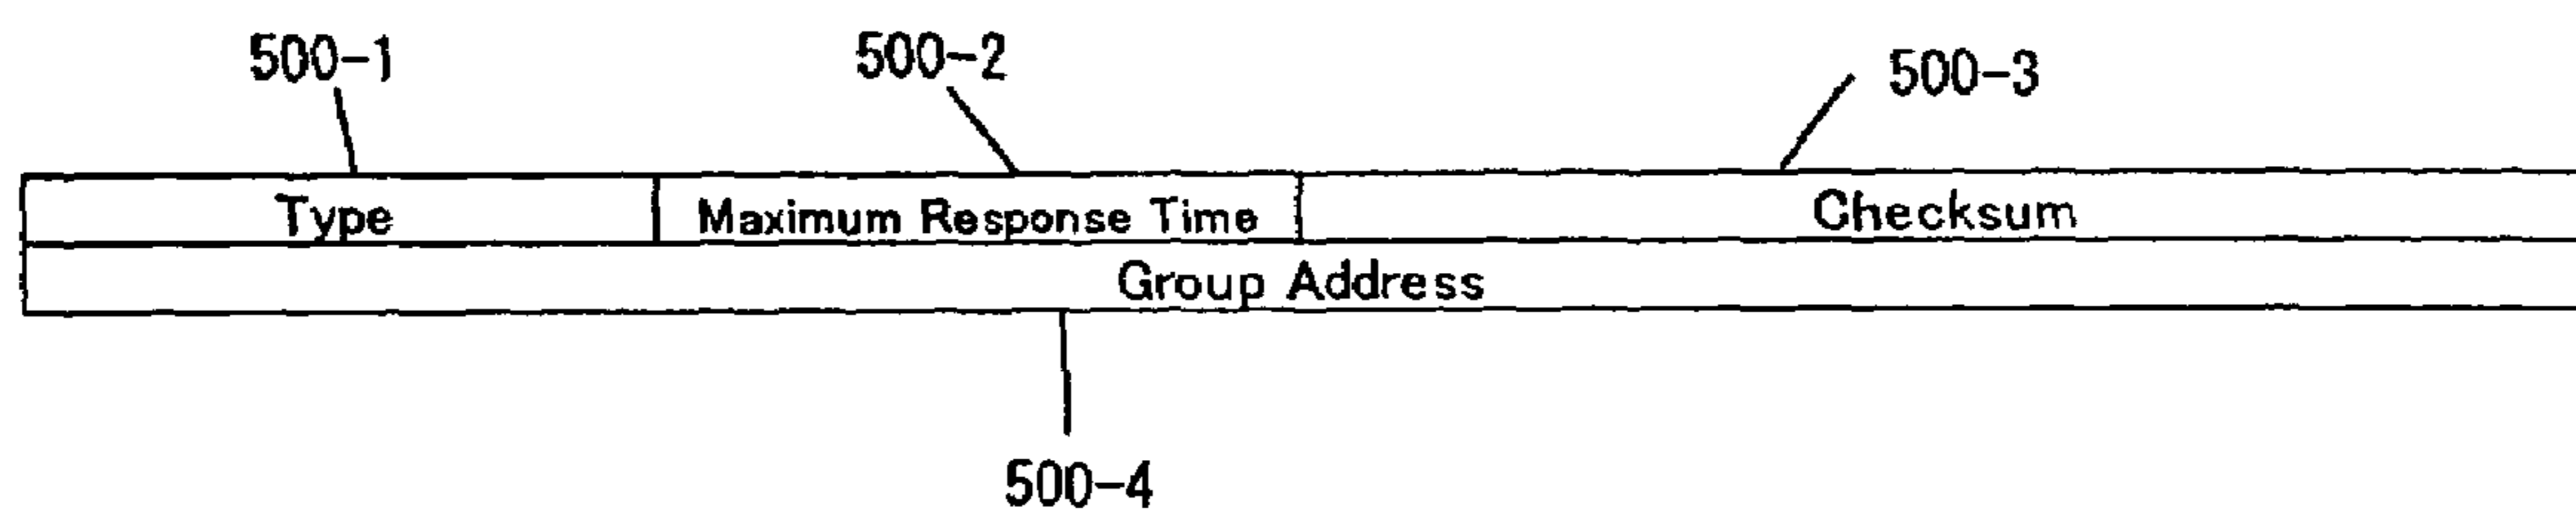 500-1 500-2 500-3
Type Maximum Response Time Checksum
Group Address
500-4